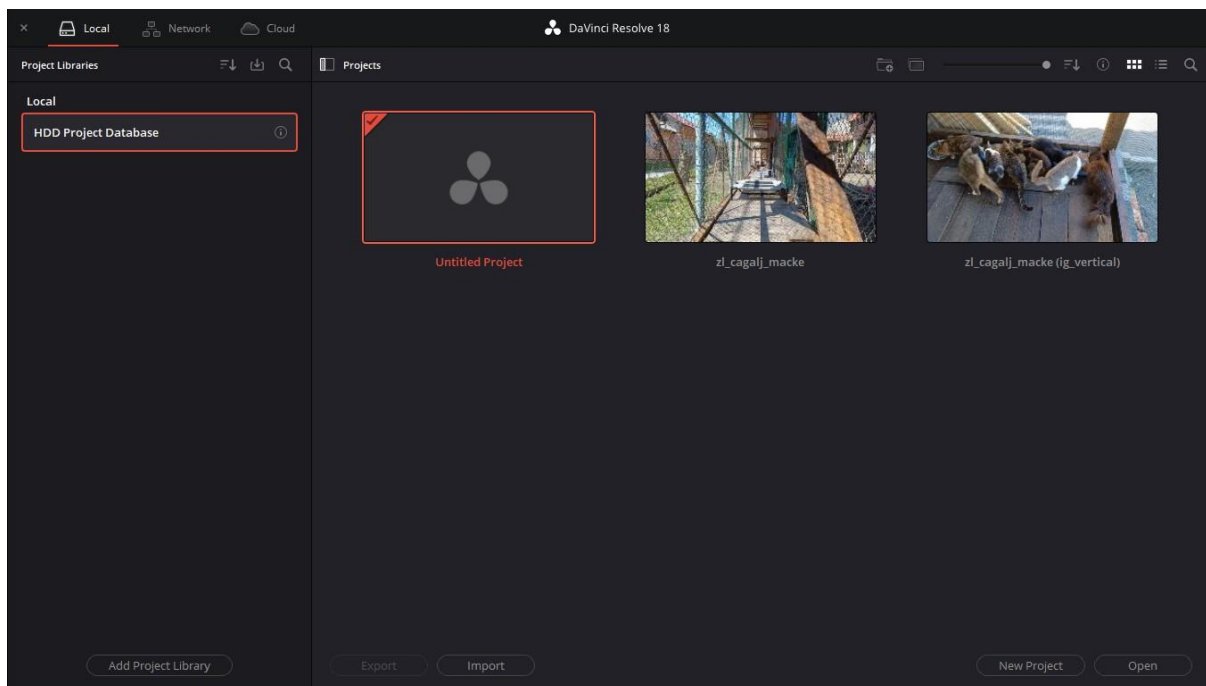 Local
Network
Cloud
DaVinci Resolve 18
Project Libraries
Projects
Local
HDD Project Database
Untitled Project
zl_cagalj_macke
zl_cagalj_macke (ig_vertical)
Add Project Library
Export
Import
New Project
Open